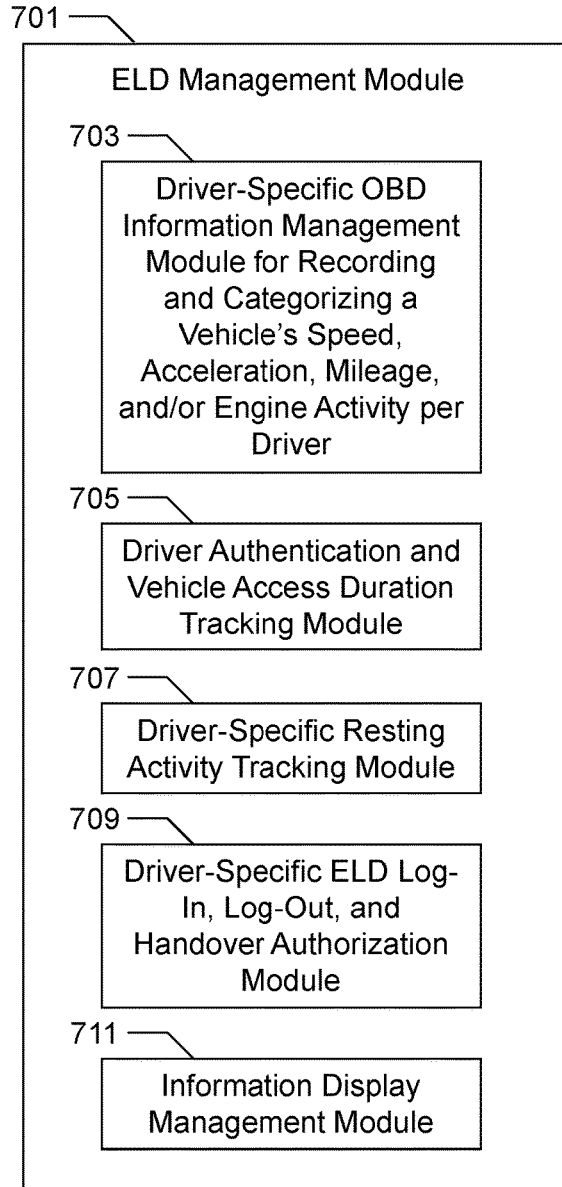 701
ELD Management Module
703
Driver-Specific OBD
Information Management
Module for Recording
and Categorizing a
Vehicle's Speed,
Acceleration, Mileage,
and/or Engine Activity per
Driver
705
Driver Authentication and
Vehicle Access Duration
Tracking Module
707
Driver-Specific Resting
Activity Tracking Module
709
Driver-Specific ELD Log-
In, Log-Out, and
Handover Authorization
Module
711
Information Display
Management Module